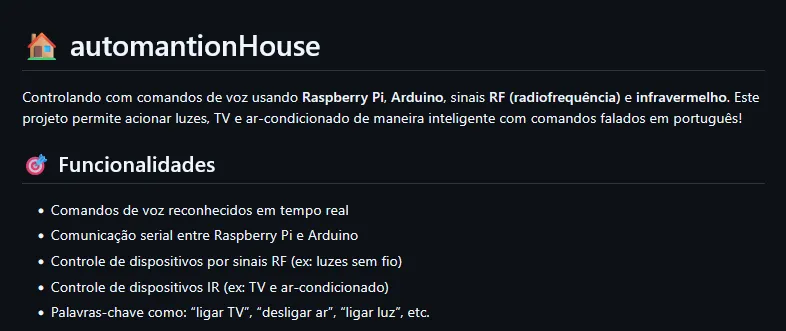 🏠 automantionHouse
Controlando com comandos de voz usando Raspberry Pi, Arduino, sinais RF (radiofrequência) e infravermelho. Este
projeto permite acionar luzes, TV e ar-condicionado de maneira inteligente com comandos falados em português!
🎯 Funcionalidades
• Comandos de voz reconhecidos em tempo real
• Comunicação serial entre Raspberry Pi e Arduino
• Controle de dispositivos por sinais RF (ex: luzes sem fio)
• Controle de dispositivos IR (ex: TV e ar-condicionado)
• Palavras-chave como: “ligar TV”, “desligar ar”, “ligar luz”, etc.